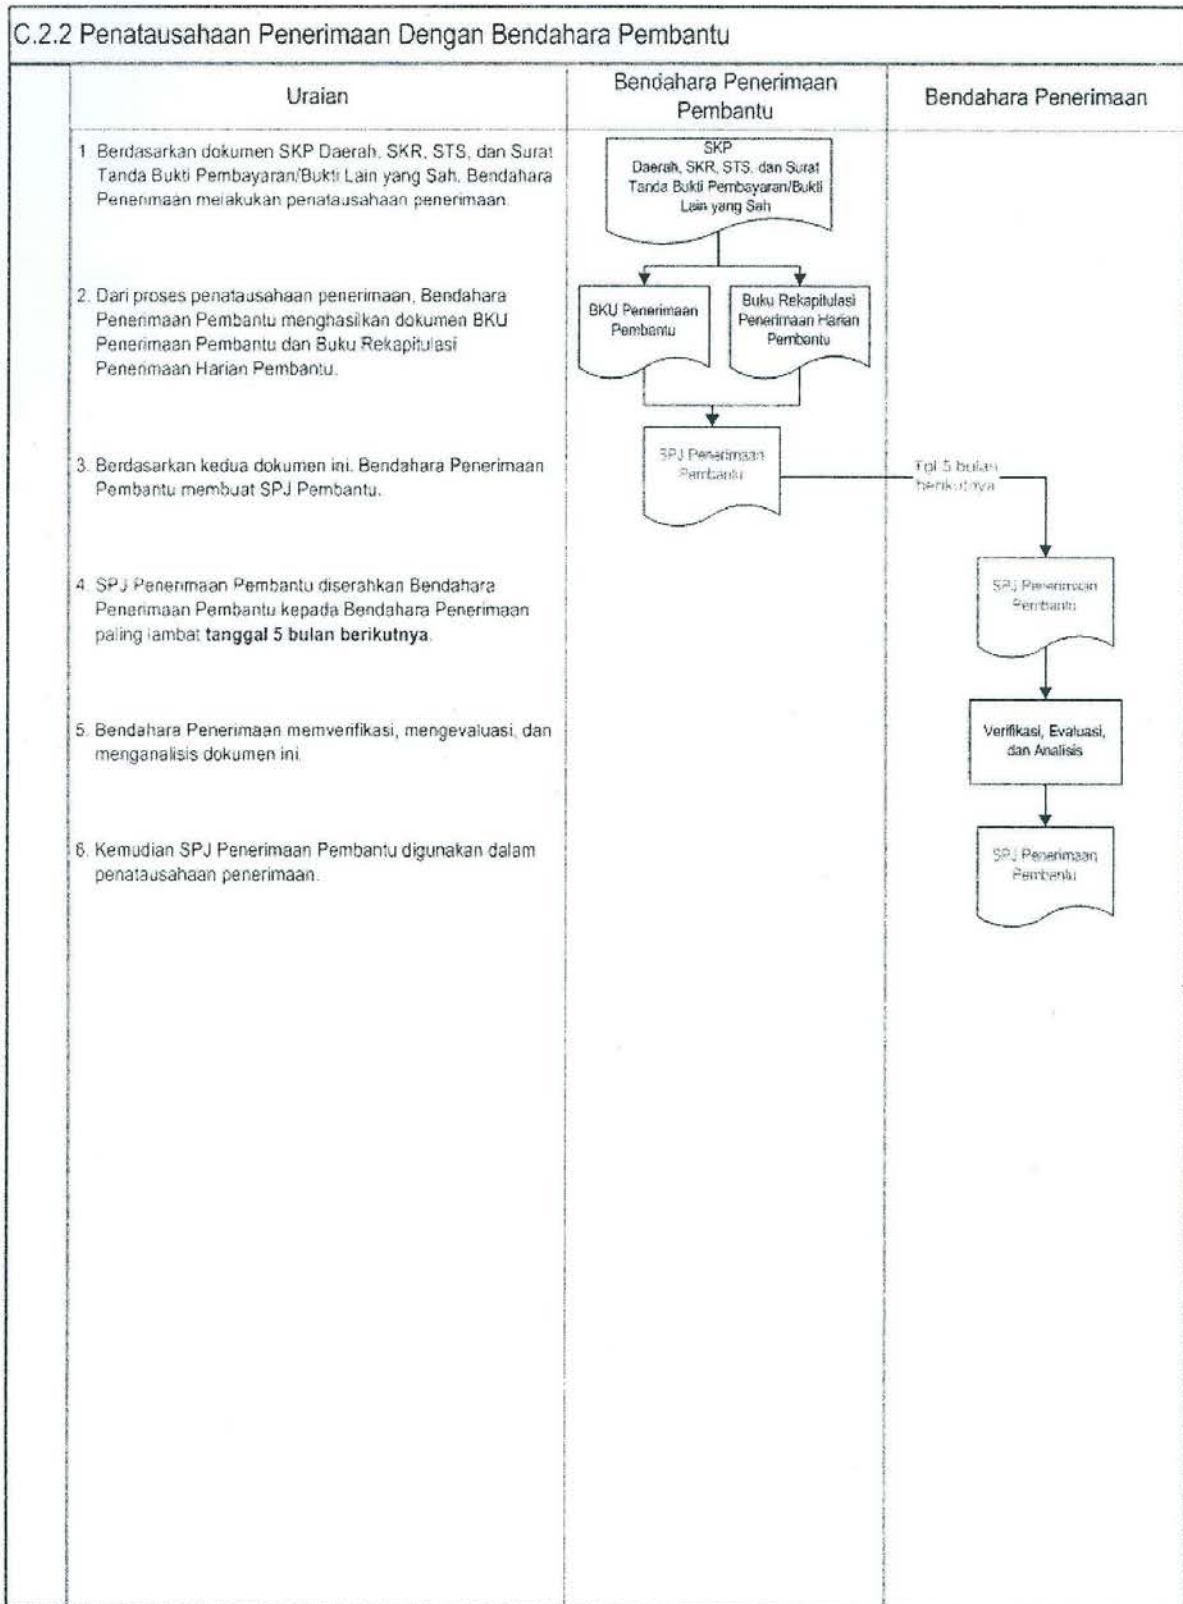 C.2.2 Penatausahaan Penerimaan Dengan Bendahara Pembantu
Uraian
Bendahara Penerimaan
Pembantu
Bendahara Penerimaan
1. Berdasarkan dokumen SKP Daerah, SKR, STS, dan Surat
Tanda Bukti Pembayaran/Bukti Lain yang Sah. Bendahara
Penerimaan melakukan penatausahaan penerimaan.
SKP
Daerah, SKR, STS, dan Surat
Tanda Bukti Pembayaran/Bukti
Lain yang Sah
2. Dari proses penatausahaan penerimaan, Bendahara
Penerimaan Pembantu menghasilkan dokumen BKU
Penerimaan Pembantu dan Buku Rekapitulasi
Penerimaan Harian Pembantu.
BKU Penerimaan
Pembantu
Buku Rekapitulasi
Penerimaan Harian
Pembantu
3. Berdasarkan kedua dokumen ini. Bendahara Penerimaan
Pembantu membuat SPJ Pembantu.
SPJ Penerimaan
Pembantu
Tgl 5 bulan
berikutnya
4. SPJ Penerimaan Pembantu diserahkan Bendahara
Penerimaan Pembantu kepada Bendahara Penerimaan
paling lambat tanggal 5 bulan berikutnya.
SPJ Penerimaan
Pembantu
5. Bendahara Penerimaan memverifikasi, mengevaluasi, dan
menganalisis dokumen ini.
Verifikasi, Evaluasi,
dan Analisis
6. Kemudian SPJ Penerimaan Pembantu digunakan dalam
penatausahaan penerimaan.
SPJ Penerimaan
Pembantu